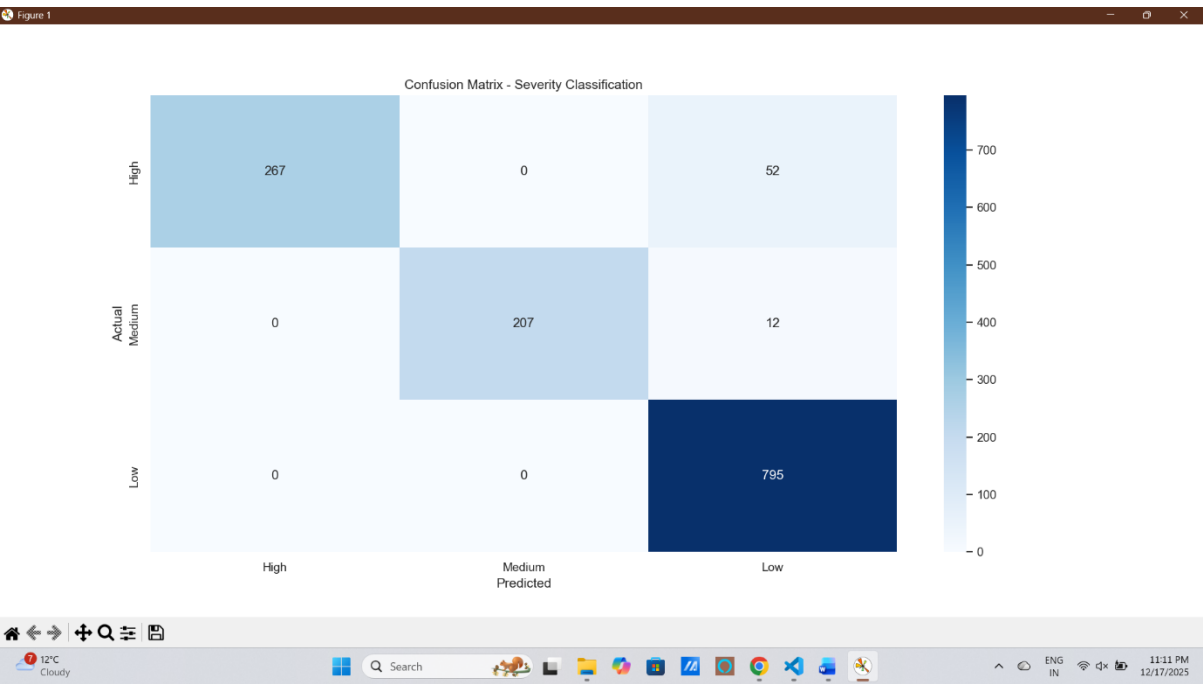 Figure 1
Confusion Matrix - Severity Classification
High
267
0
52
700
600
500
Actual
Medium
0
207
12
400
300
200
Low
0
0
795
100
0
High
Medium
Low
Predicted
7
12°C
Cloudy
Search
ENG
IN
11:11 PM
12/17/2025